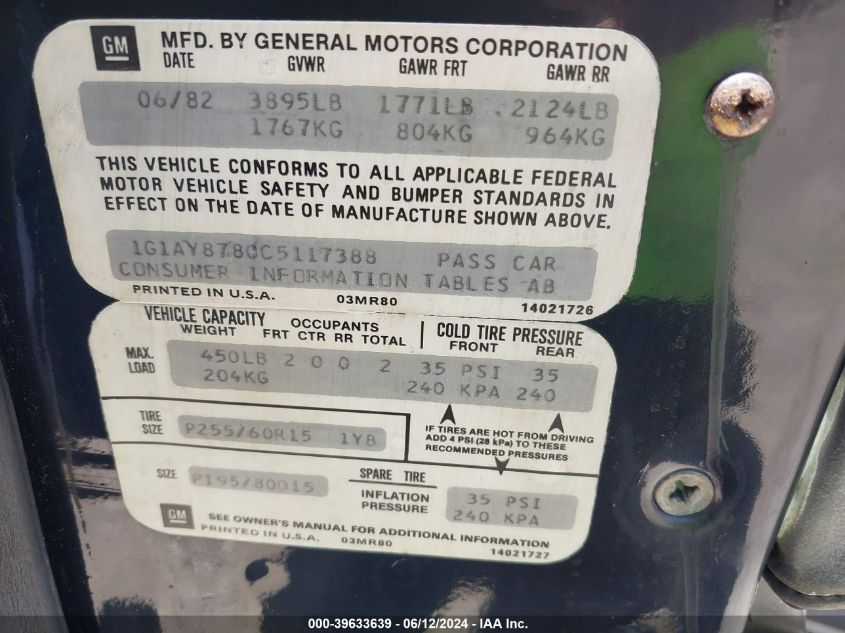 GM MFD. BY GENERAL MOTORS CORPORATION
DATE GVWR GAWR FRT GAWR RR
06/82 3895LB 1771LB 2124LB
1767KG 804KG 964KG
THIS VEHICLE CONFORMS TO ALL APPLICABLE FEDERAL
MOTOR VEHICLE SAFETY AND BUMPER STANDARDS IN
EFFECT ON THE DATE OF MANUFACTURE SHOWN ABOVE.
1G1AY8780C5117388 PASS CAR
CONSUMER INFORMATION TABLES AB
PRINTED IN U.S.A. 03MR80 14021726
VEHICLE CAPACITY OCCUPANTS COLD TIRE PRESSURE
WEIGHT FRT CTR RR TOTAL FRONT REAR
MAX. LOAD 450LB 2 0 0 2 35 PSI 35
204KG 240 KPA 240
TIRE SIZE P255/60R15 1YB
IF TIRES ARE HOT FROM DRIVING
ADD 4 PSI (28 kPa) TO THESE
RECOMMENDED PRESSURES
SIZE P195/80D15 SPARE TIRE
INFLATION PRESSURE 35 PSI
240 KPA
GM SEE OWNER'S MANUAL FOR ADDITIONAL INFORMATION
PRINTED IN U.S.A. 03MR80 14021727
000-39633639 - 06/12/2024 - IAA Inc.